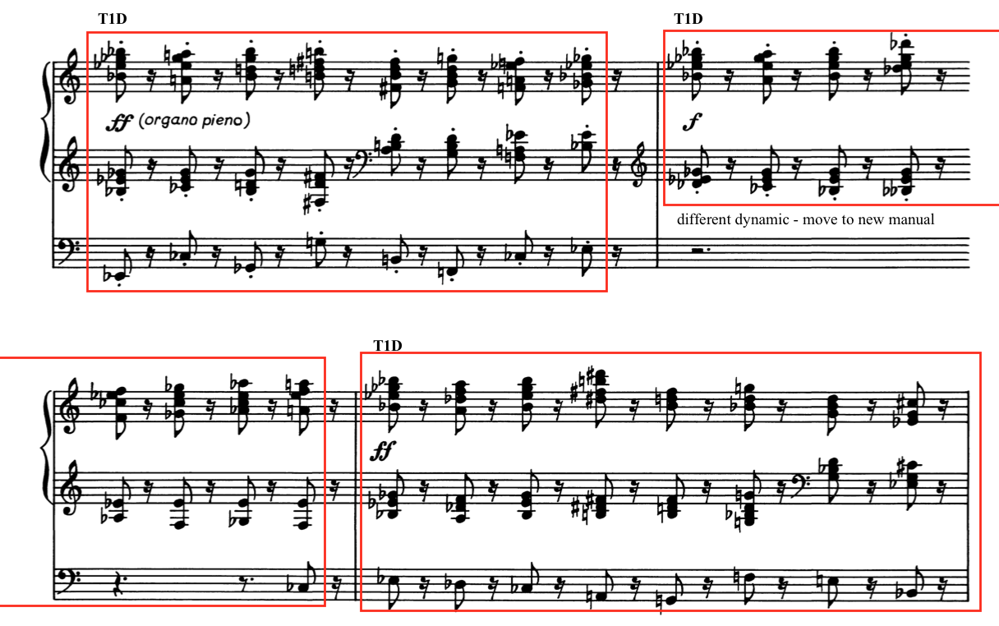 T1D
T1D
ff (organo pieno)
f
different dynamic - move to new manual
T1D
ff